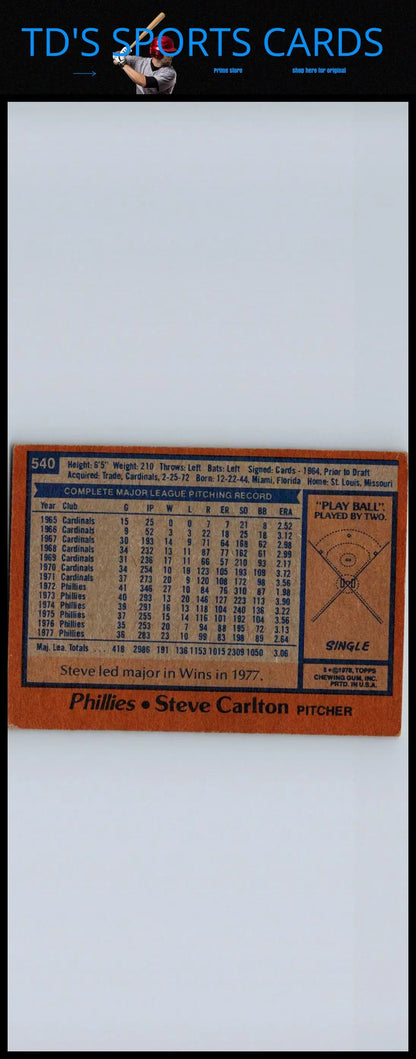 TD'S SPORTS CARDS
Prime store
shop here for original
540
Height: 6'5" Weight: 210 Throws: Left Bats: Left Signed: Cards - 1964, Prior to Draft
Acquired: Trade, Cardinals, 2-25-72 Born: 12-22-44, Miami, Florida Home: St. Louis, Missouri
COMPLETE MAJOR LEAGUE PITCHING RECORD
Year Club G IP W L R ER SO BB ERA
1965 Cardinals 15 25 0 0 7 7 21 8 2.52
1966 Cardinals 9 52 3 3 22 18 25 18 3.12
1967 Cardinals 30 193 14 9 71 64 168 62 2.98
1968 Cardinals 34 232 13 11 87 77 162 61 2.99
1969 Cardinals 31 236 17 11 66 57 210 93 2.17
1970 Cardinals 34 254 10 19 123 105 193 109 3.72
1971 Cardinals 37 273 20 9 120 108 172 98 3.56
1972 Phillies 41 346 27 10 84 76 310 87 1.98
1973 Phillies 40 293 13 20 146 127 223 113 3.90
1974 Phillies 39 291 16 13 118 104 240 136 3.22
1975 Phillies 37 255 15 14 116 101 192 104 3.56
1976 Phillies 35 253 20 7 94 88 195 72 3.13
1977 Phillies 36 283 23 10 99 83 198 89 2.64
Maj. Lea. Totals . . . 418 2986 191 136 1153 1015 2309 1050 3.06
Steve led major in Wins in 1977.
"PLAY BALL"
PLAYED BY TWO.
SINGLE
©1978, TOPPS
CHEWING GUM, INC.
PRTD. IN U.S.A.
Phillies • Steve Carlton PITCHER